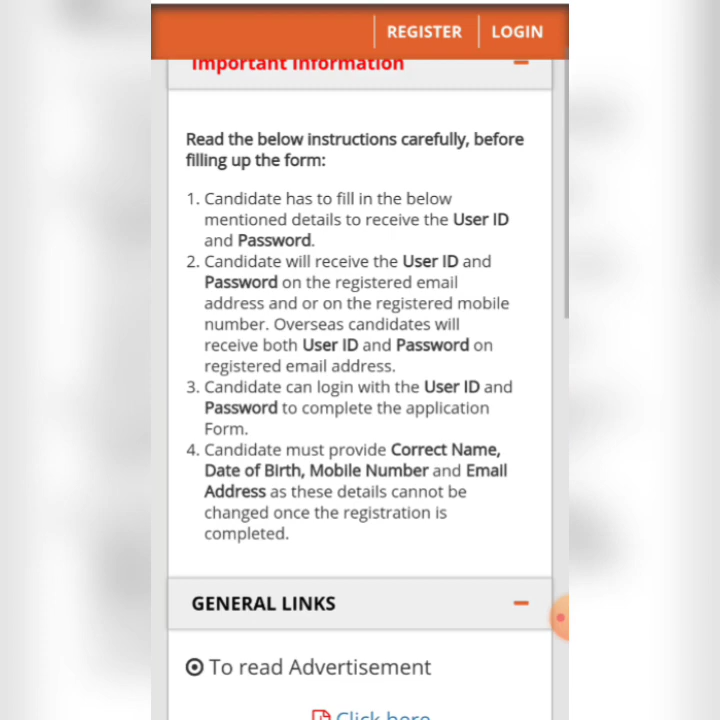 REGISTER LOGIN
Important Information
Read the below instructions carefully, before
filling up the form:
1. Candidate has to fill in the below
mentioned details to receive the User ID
and Password.
2. Candidate will receive the User ID and
Password on the registered email
address and or on the registered mobile
number. Overseas candidates will
receive both User ID and Password on
registered email address.
3. Candidate can login with the User ID and
Password to complete the application
Form.
4. Candidate must provide Correct Name,
Date of Birth, Mobile Number and Email
Address as these details cannot be
changed once the registration is
completed.
GENERAL LINKS
To read Advertisement
Click here